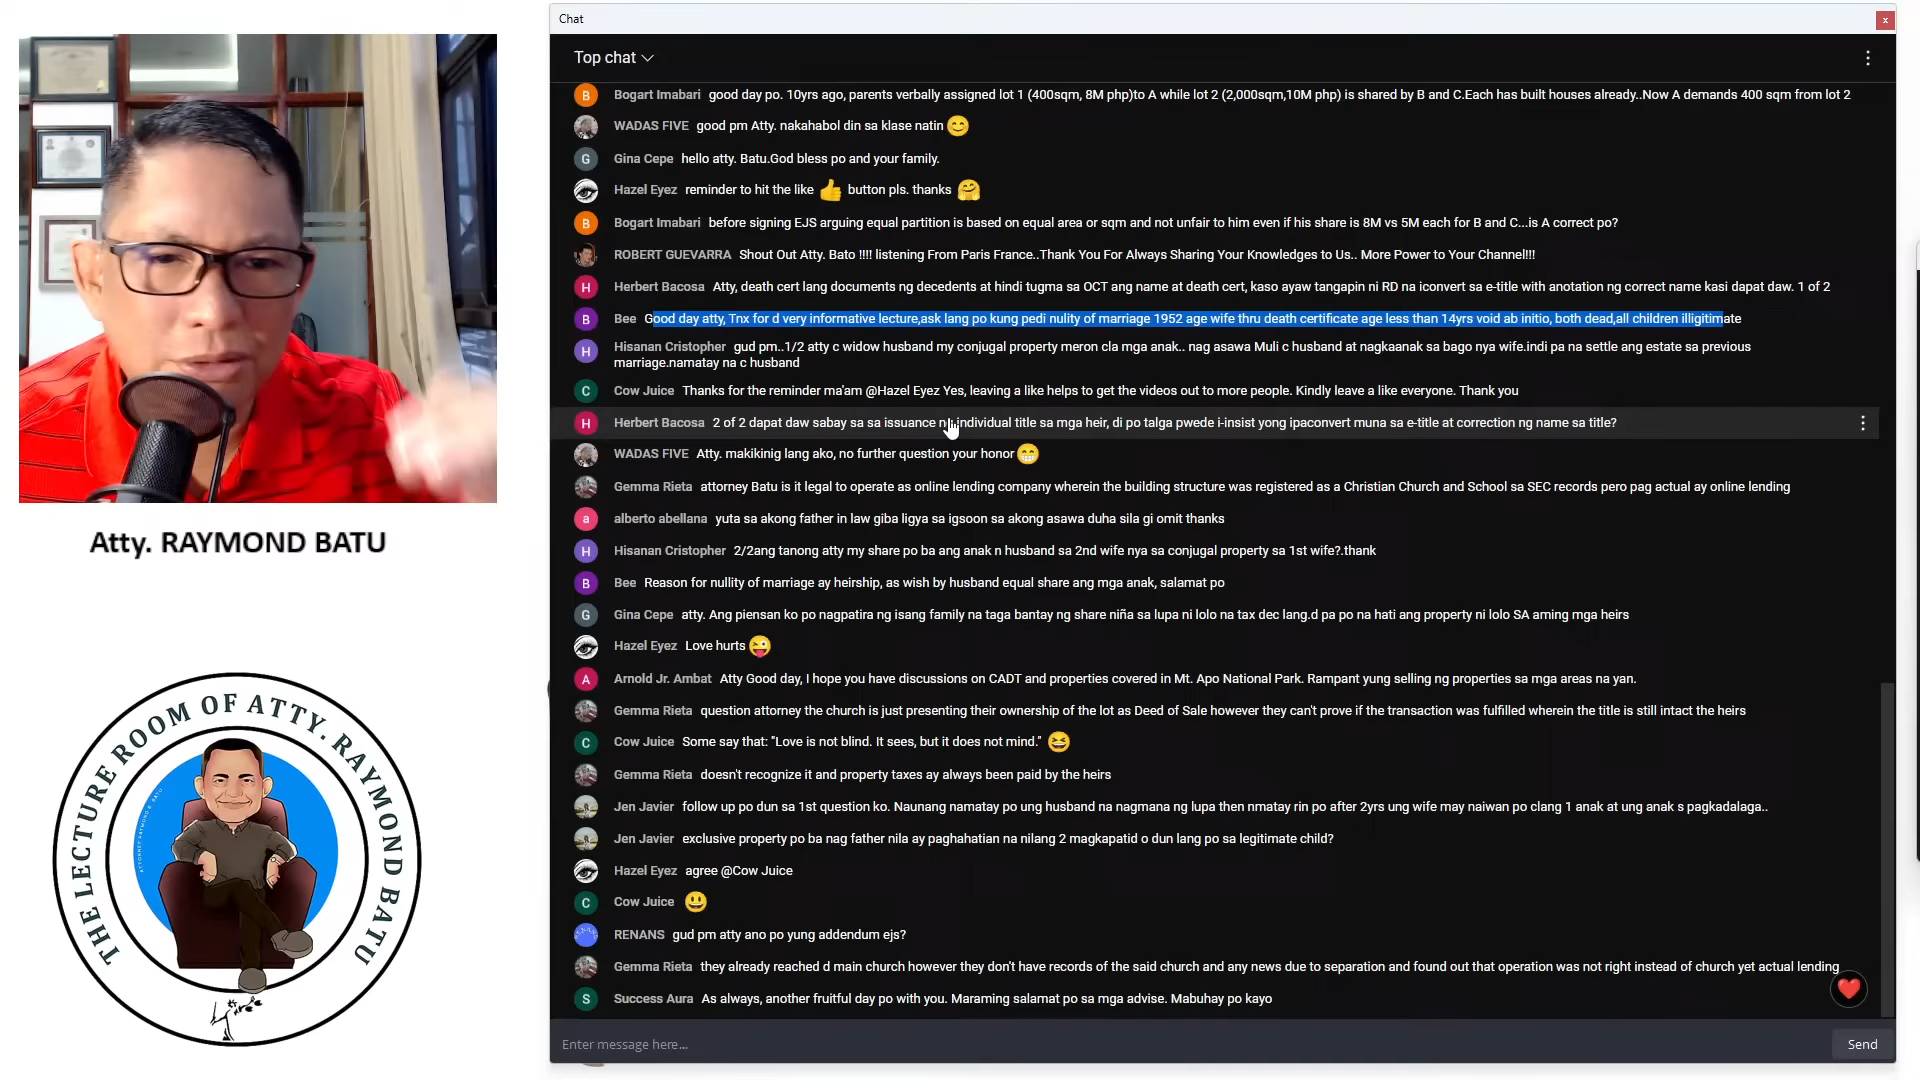 Chat
x
Top chat
B Bogart Imabari good day po. 10yrs ago, parents verbally assigned lot 1 (400sqm, 8M php)to A while lot 2 (2,000sqm,10M php) is shared by B and C.Each has built houses already..Now A demands 400 sqm from lot 2
WADAS FIVE good pm Atty. nakahabol din sa klase natin 😊
G Gina Cepe hello atty. Batu.God bless po and your family.
Hazel Eyez reminder to hit the like 👍 button pls. thanks 🤗
B Bogart Imabari before signing EJS arguing equal partition is based on equal area or sqm and not unfair to him even if his share is 8M vs 5M each for B and C...is A correct po?
ROBERT GUEVARRA Shout Out Atty. Bato !!!! listening From Paris France..Thank You For Always Sharing Your Knowledges to Us.. More Power to Your Channel!!!
H Herbert Bacosa Atty, death cert lang documents ng decedents at hindi tugma sa OCT ang name at death cert, kaso ayaw tangapin ni RD na iconvert sa e-title with anotation ng correct name kasi dapat daw. 1 of 2
B Bee Good day atty, Tnx for d very informative lecture,ask lang po kung pedi nulity of marriage 1952 age wife thru death certificate age less than 14yrs void ab initio, both dead,all children illigitimate
H Hisanan Cristopher gud pm..1/2 atty c widow husband my conjugal property meron cla mga anak.. nag asawa Muli c husband at nagkaanak sa bago nya wife.indi pa na settle ang estate sa previous
marriage.namatay na c husband
C Cow Juice Thanks for the reminder ma'am @Hazel Eyez Yes, leaving a like helps to get the videos out to more people. Kindly leave a like everyone. Thank you
H Herbert Bacosa 2 of 2 dapat daw sabay sa sa issuance individual title sa mga heir, di po talga pwede i-insist yong ipaconvert muna sa e-title at correction ng name sa title?
WADAS FIVE Atty. makikinig lang ako, no further question your honor 😁
Gemma Rieta attorney Batu is it legal to operate as online lending company wherein the building structure was registered as a Christian Church and School sa SEC records pero pag actual ay online lending
a alberto abellana yuta sa akong father in law giba ligya sa igsoon sa akong asawa duha sila gi omit thanks
H Hisanan Cristopher 2/2ang tanong atty my share po ba ang anak n husband sa 2nd wife nya sa conjugal property sa 1st wife?.thank
B Bee Reason for nullity of marriage ay heirship, as wish by husband equal share ang mga anak, salamat po
G Gina Cepe atty. Ang piensan ko po nagpatira ng isang family na taga bantay ng share niña sa lupa ni lolo na tax dec lang.d pa po na hati ang property ni lolo SA aming mga heirs
Hazel Eyez Love hurts 😜
A Arnold Jr. Ambat Atty Good day, I hope you have discussions on CADT and properties covered in Mt. Apo National Park. Rampant yung selling ng properties sa mga areas na yan.
Gemma Rieta question attorney the church is just presenting their ownership of the lot as Deed of Sale however they can't prove if the transaction was fulfilled wherein the title is still intact the heirs
C Cow Juice Some say that: "Love is not blind. It sees, but it does not mind." 😆
Gemma Rieta doesn't recognize it and property taxes ay always been paid by the heirs
Jen Javier follow up po dun sa 1st question ko. Naunang namatay po ung husband na nagmana ng lupa then nmatay rin po after 2yrs ung wife may naiwan po clang 1 anak at ung anak s pagkadalaga..
Jen Javier exclusive property po ba nag father nila ay paghahatian na nilang 2 magkapatid o dun lang po sa legitimate child?
Hazel Eyez agree @Cow Juice
C Cow Juice 😃
RENANS gud pm atty ano po yung addendum ejs?
Gemma Rieta they already reached d main church however they don't have records of the said church and any news due to separation and found out that operation was not right instead of church yet actual lending
S Success Aura As always, another fruitful day po with you. Maraming salamat po sa mga advise. Mabuhay po kayo
Enter message here...
Send
Atty. RAYMOND BATU
THE LECTURE ROOM OF ATTY. RAYMOND BATU